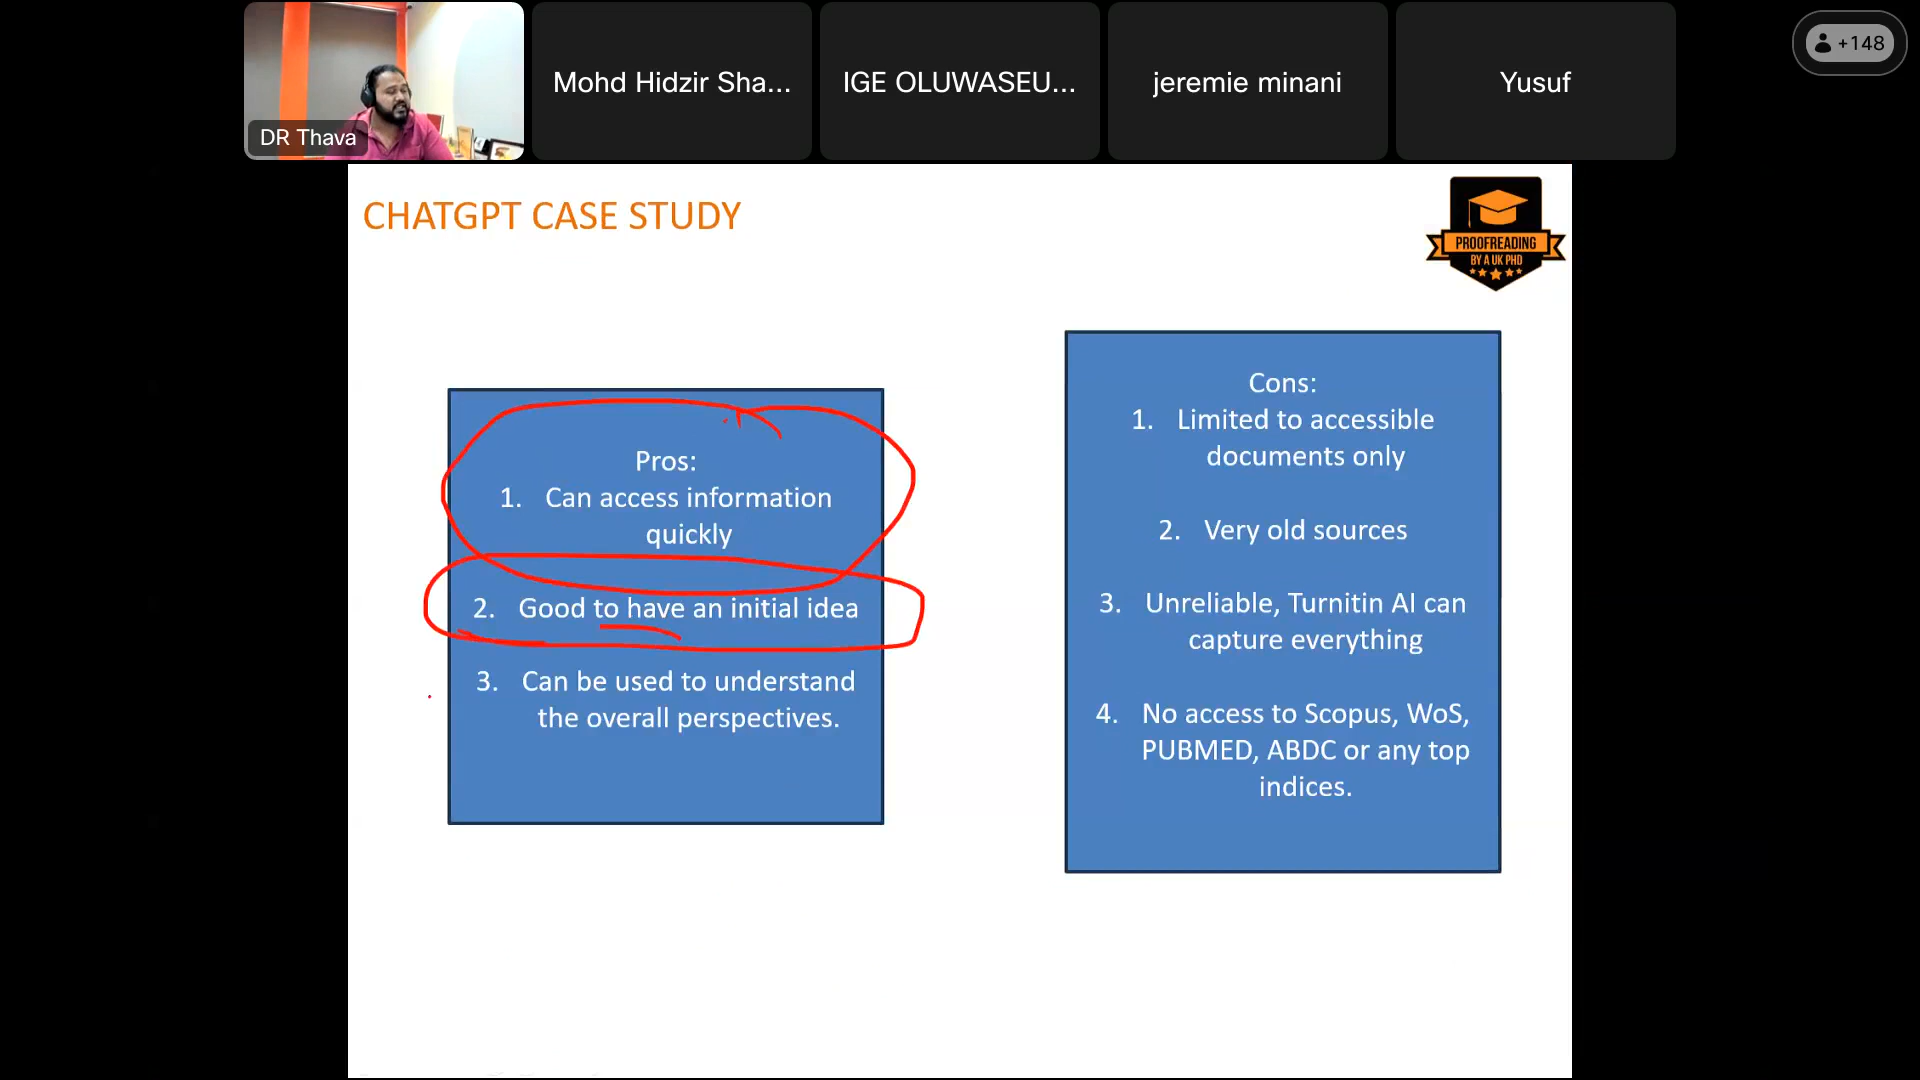 DR Thava
Mohd Hidzir Sha...
IGE OLUWASEU...
jeremie minani
Yusuf
+148
CHATGPT CASE STUDY
PROOFREADING
BY A UK PHD
Pros:
1. Can access information
quickly
2. Good to have an initial idea
3. Can be used to understand
the overall perspectives.
Cons:
1. Limited to accessible
documents only
2. Very old sources
3. Unreliable, Turnitin AI can
capture everything
4. No access to Scopus, WoS,
PUBMED, ABDC or any top
indices.